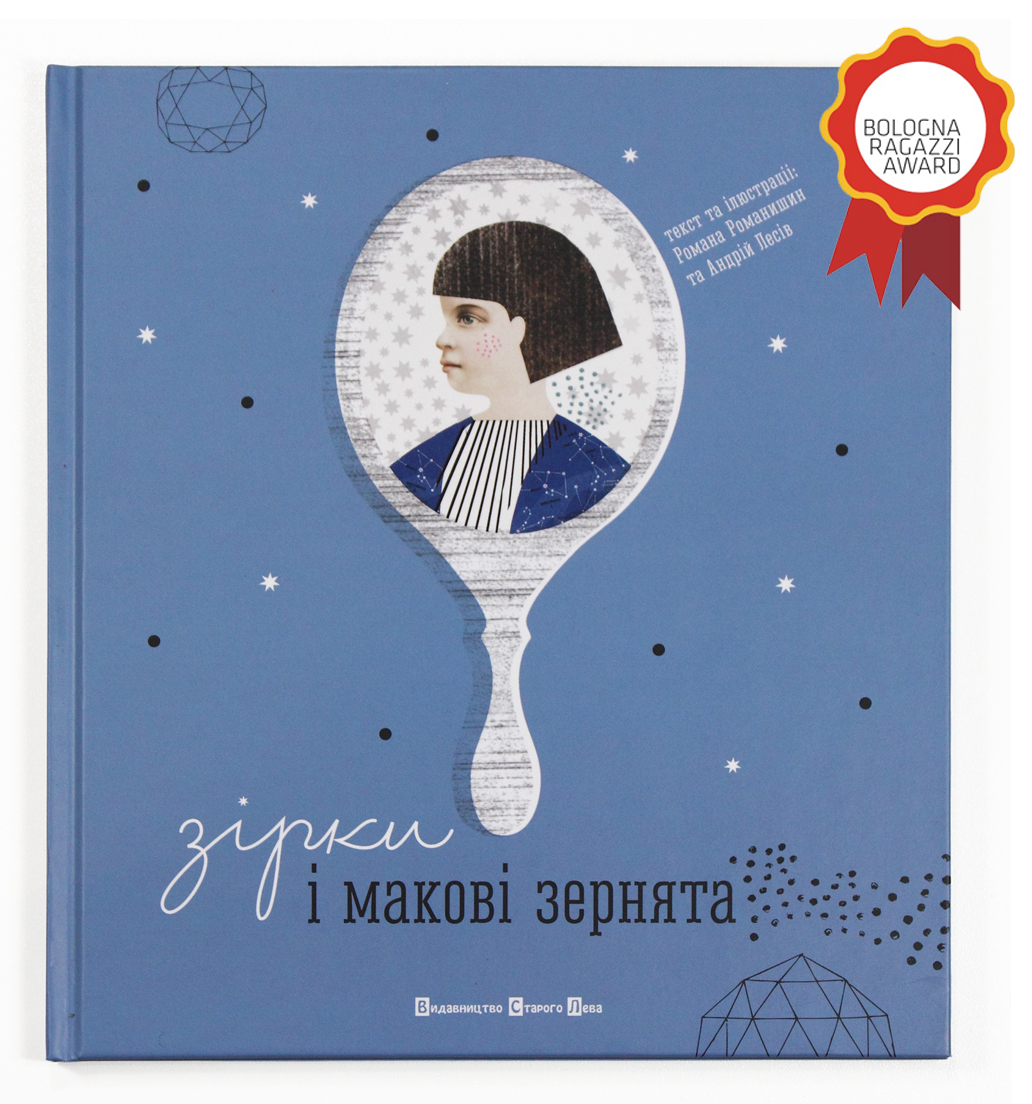 BOLOGNA
RAGAZZI
AWARD
текст та ілюстрації:
Романа Романишин
та Андрій Лесів
зірки
і макові зернята
Видавництво Старого Лева